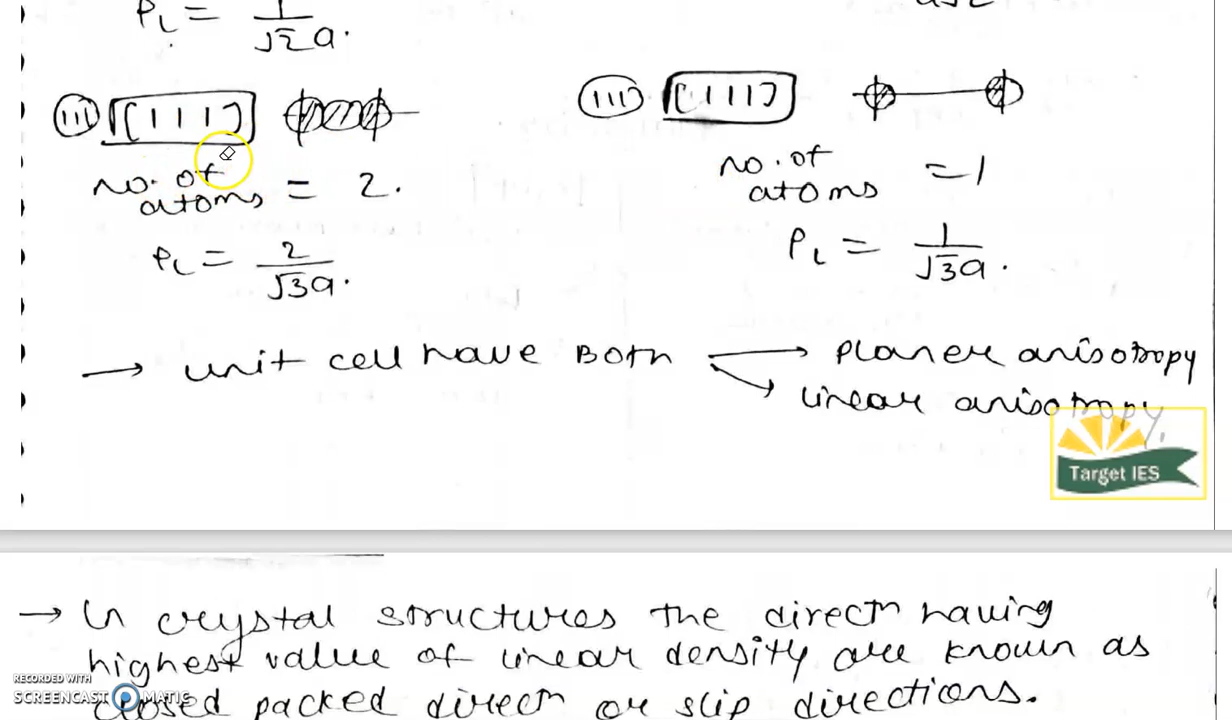 ρL = 1
√2a.
(iii) [111]
no. of
atoms = 2.
ρL = 2
√3a.
(iii) [111]
no. of
atoms = 1
ρL = 1
√3a.
→ unit cell have Both → planer anisotropy
→ linear anisotropy.
Target IES
→ In crystal structures the directn having
highest value of linear density are known as
closed packed directn or slip directions.
RECORDED WITH
SCREENCAST MATIC